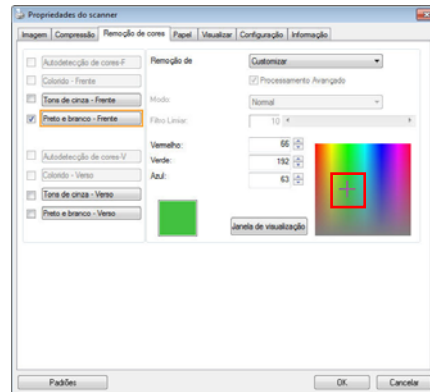 Propriedades do scanner
Imagem Compressão Remoção de cores Papel Visualizar Configuração Informação
Autodetecção de cores-F
Colorido - Frente
Tons de cinza - Frente
Preto e branco - Frente
Autodetecção de cores-V
Colorido - Verso
Tons de cinza - Verso
Preto e branco - Verso
Remoção de Customizar
Processamento Avançado
Modo: Normal
Filtro Limiar: 10
Vermelho: 66
Verde: 192
Azul: 63
Janela de visualização
Padrões OK Cancelar